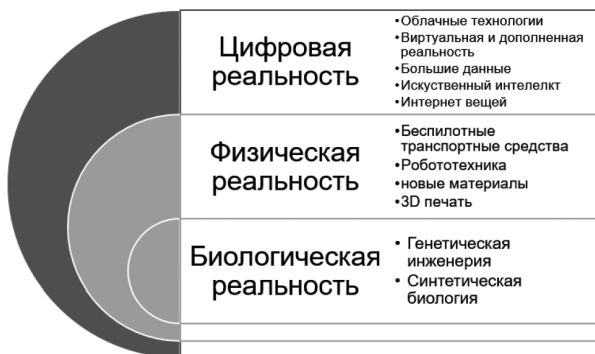 Цифровая
реальность
•Облачные технологии
•Виртуальная и дополненная
реальность
•Большие данные
•Искуственный интелелкт
•Интернет вещей
Физическая
реальность
•Беспилотные
транспортные средства
•Робототехника
•новые материалы
•3D печать
Биологическая
реальность
• Генетическая
инженерия
• Синтетическая
биология